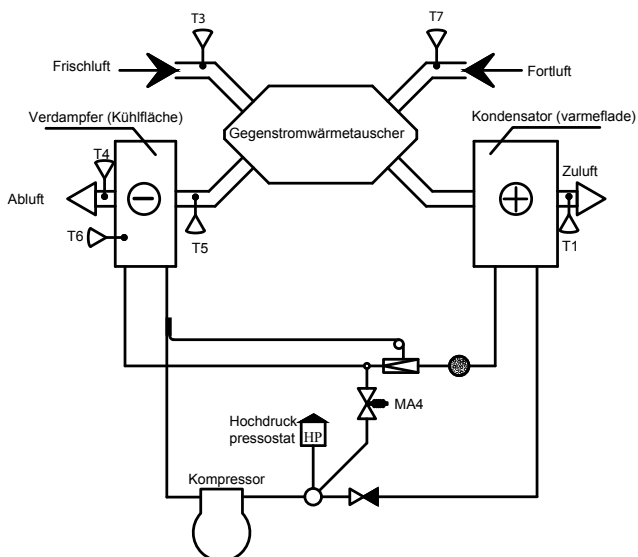 T3
T7
Frischluft
Fortluft
Verdampfer (Kühlfläche)
Gegenstromwärmetauscher
Kondensator (varmeflade)
T4
Zuluft
Abluft
T6
T5
T1
MA4
Hochdruck
pressostat
HP
Kompressor